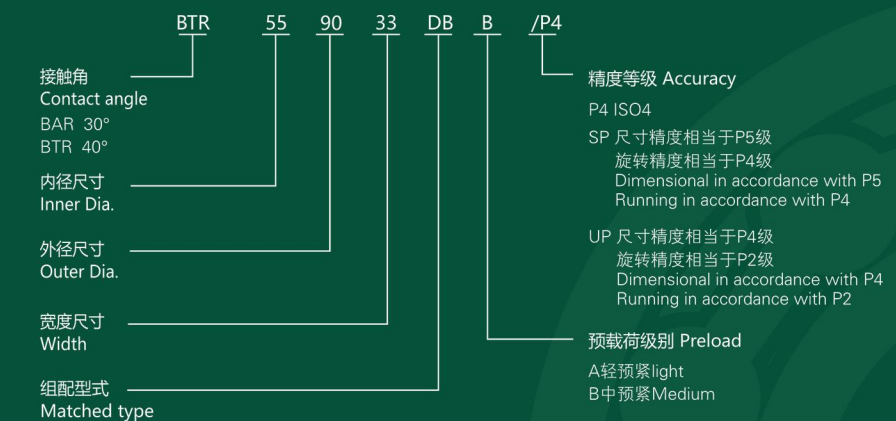 BTR 55 90 33 DB B /P4
接触角
Contact angle
BAR 30°
BTR 40°
内径尺寸
Inner Dia.
外径尺寸
Outer Dia.
宽度尺寸
Width
组配型式
Matched type
精度等级 Accuracy
P4 ISO4
SP 尺寸精度相当于P5级
旋转精度相当于P4级
Dimensional in accordance with P5
Running in accordance with P4
UP 尺寸精度相当于P4级
旋转精度相当于P2级
Dimensional in accordance with P4
Running in accordance with P2
预载荷级别 Preload
A轻预紧light
B中预紧Medium